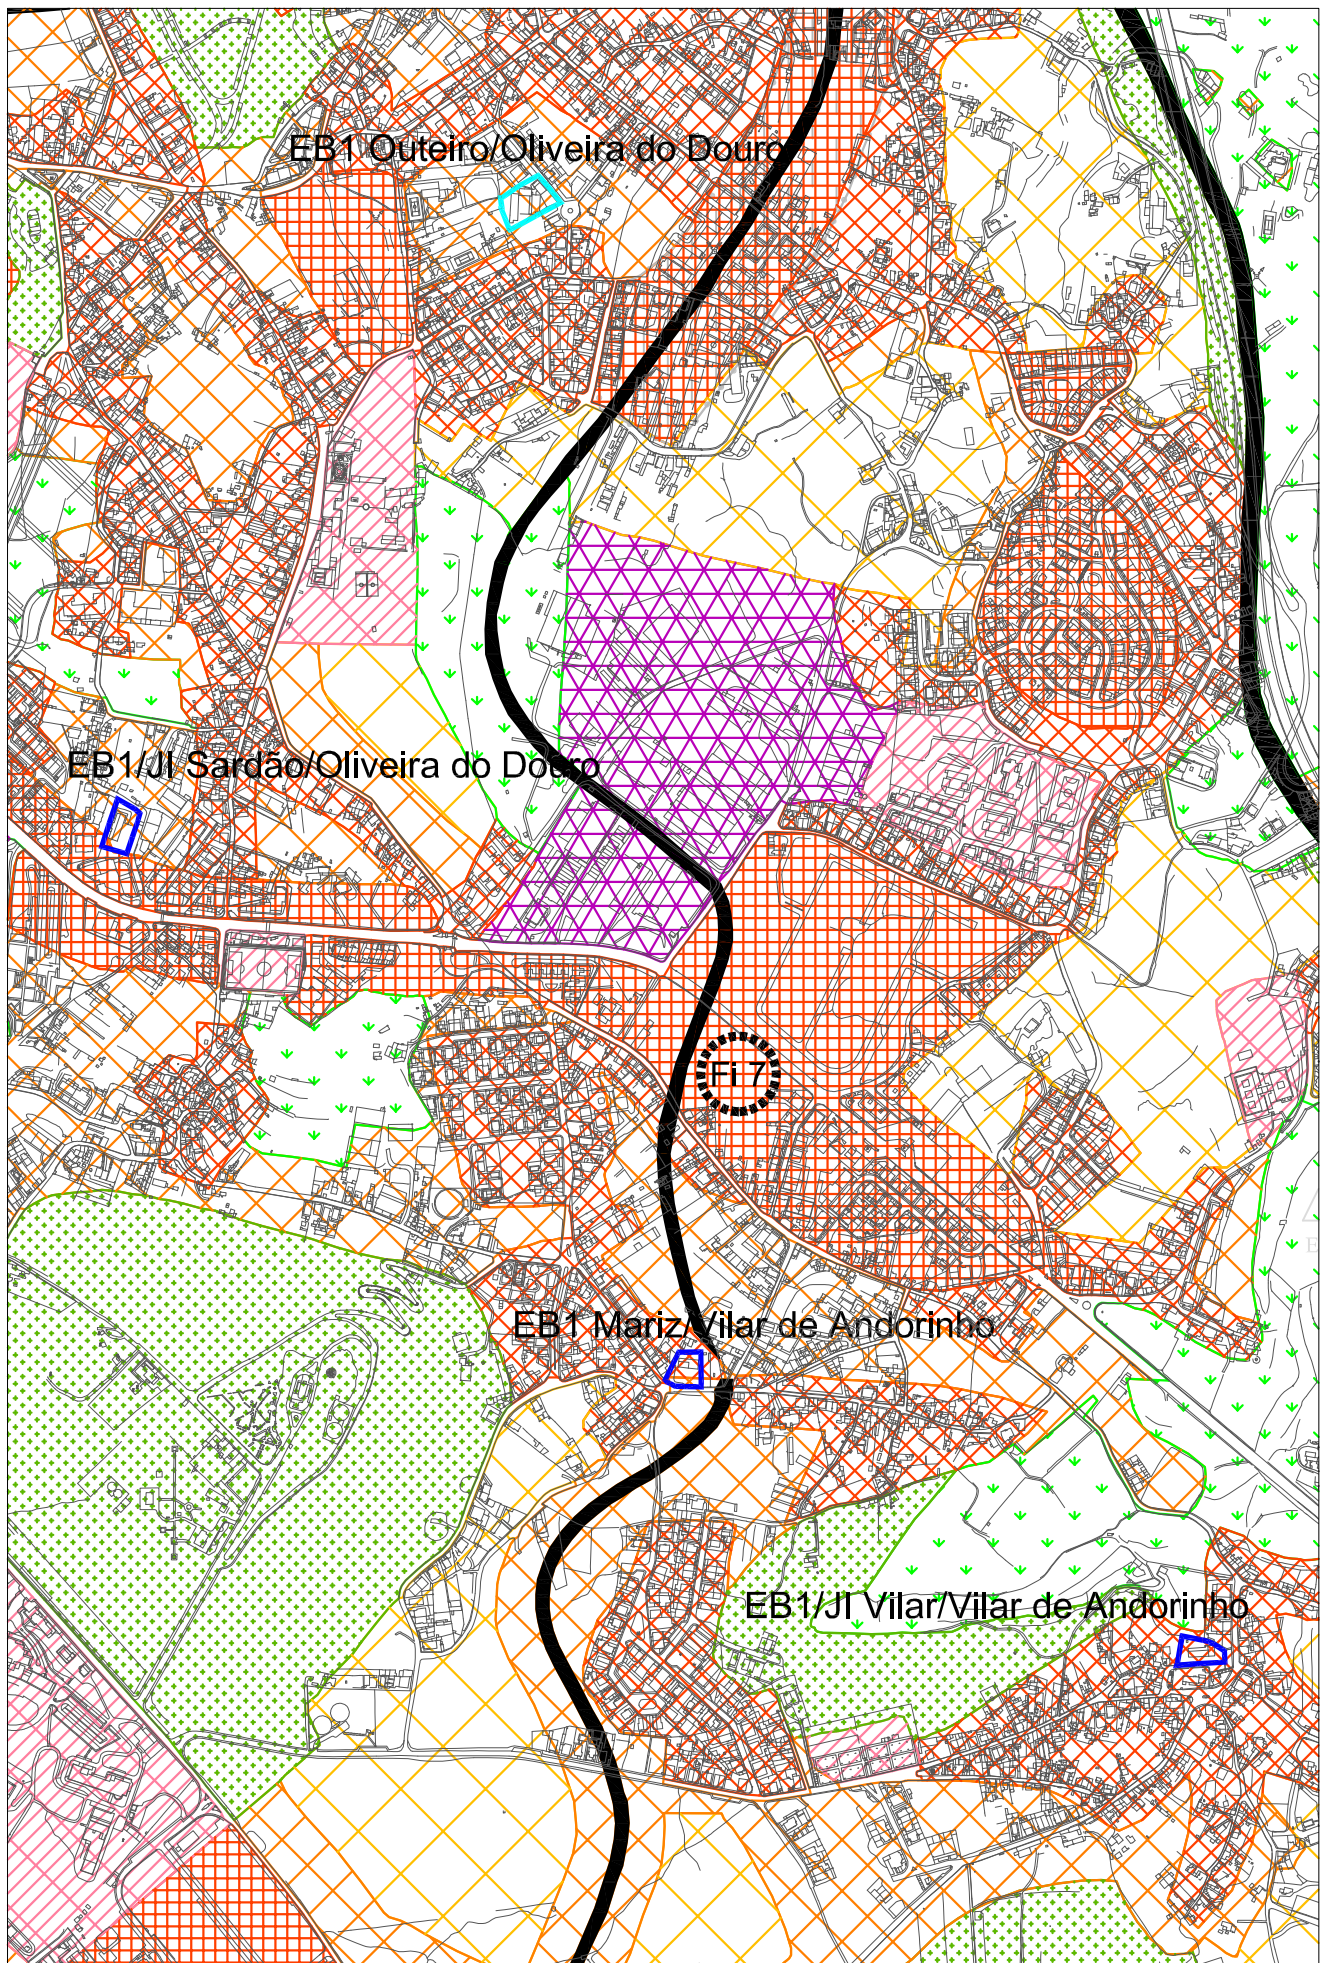 EB1 Outeiro/Oliveira do Douro
EB1/JI Sardão/Oliveira do Douro
Fi 7
EB1 Mariz/Vilar de Andorinho
EB1/JI Vilar/Vilar de Andorinho